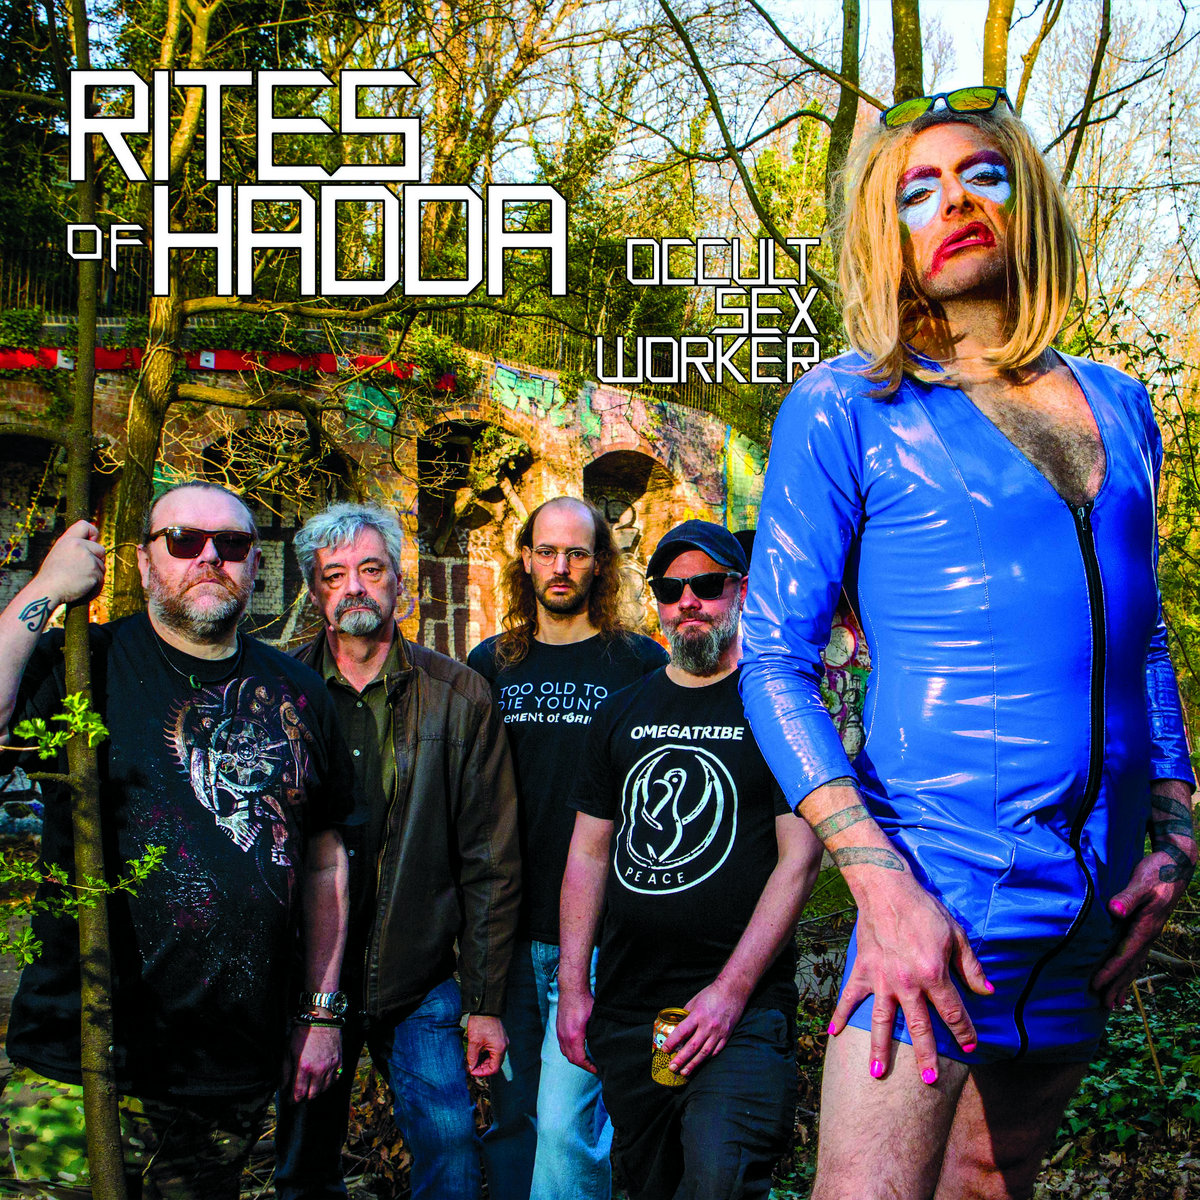 RITES
OF HADDA
OCCULT
SEX
WORKER
TOO OLD TO
DIE YOUNG
OMEGATRIBE
PEACE